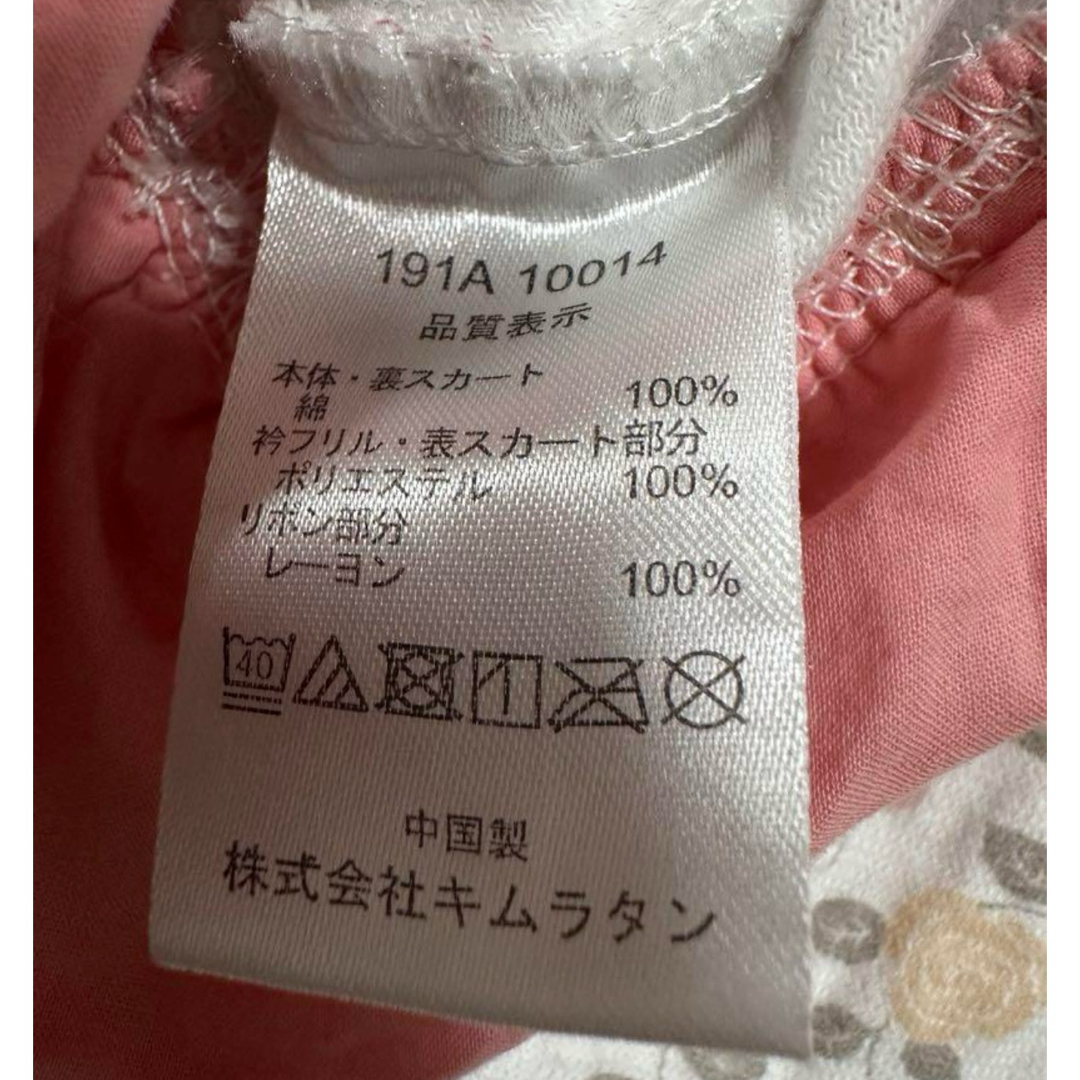 191A 10014
品質表示
本体・裏スカート
綿 100%
衿フリル・表スカート部分
ポリエステル 100%
リボン部分
レーヨン 100%
40
中国製
株式会社キムラタン